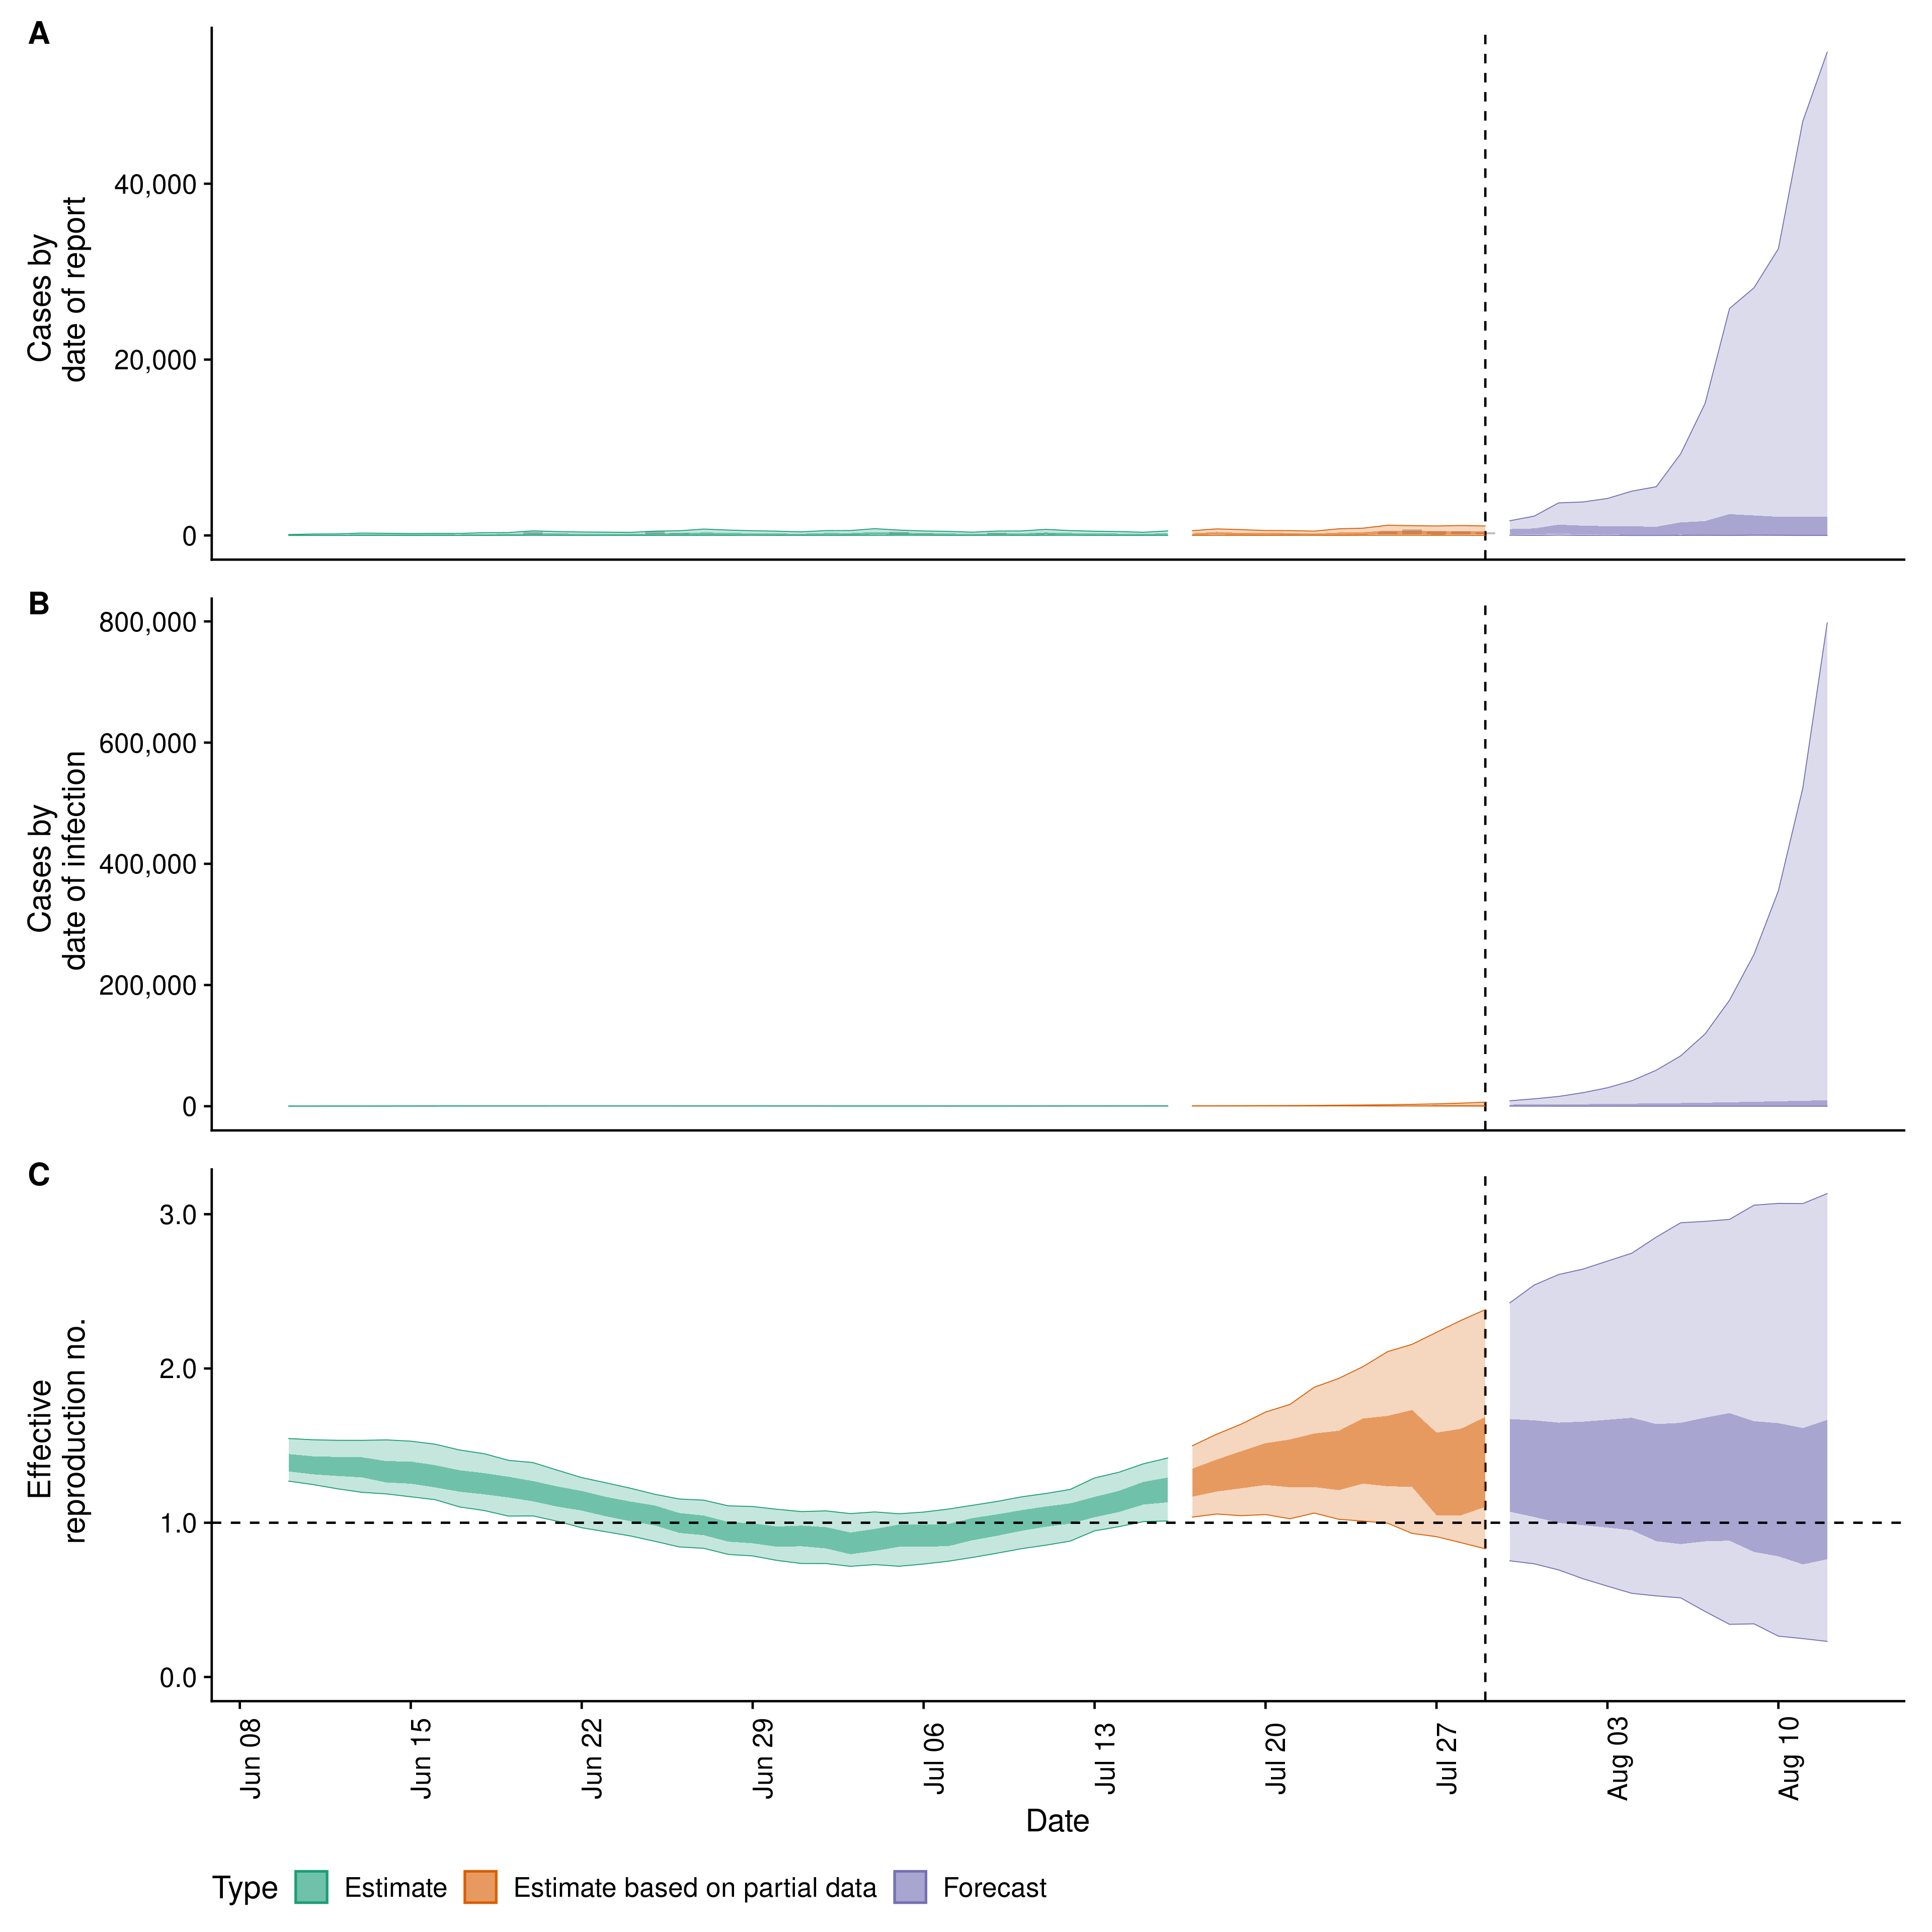 A
Cases by
date of report
40,000
20,000
0
B
Cases by
date of infection
800,000
600,000
400,000
200,000
0
C
Effective
reproduction no.
3.0
2.0
1.0
0.0
Jun 08
Jun 15
Jun 22
Jun 29
Jul 06
Jul 13
Jul 20
Jul 27
Aug 03
Aug 10
Date
Type Estimate Estimate based on partial data Forecast